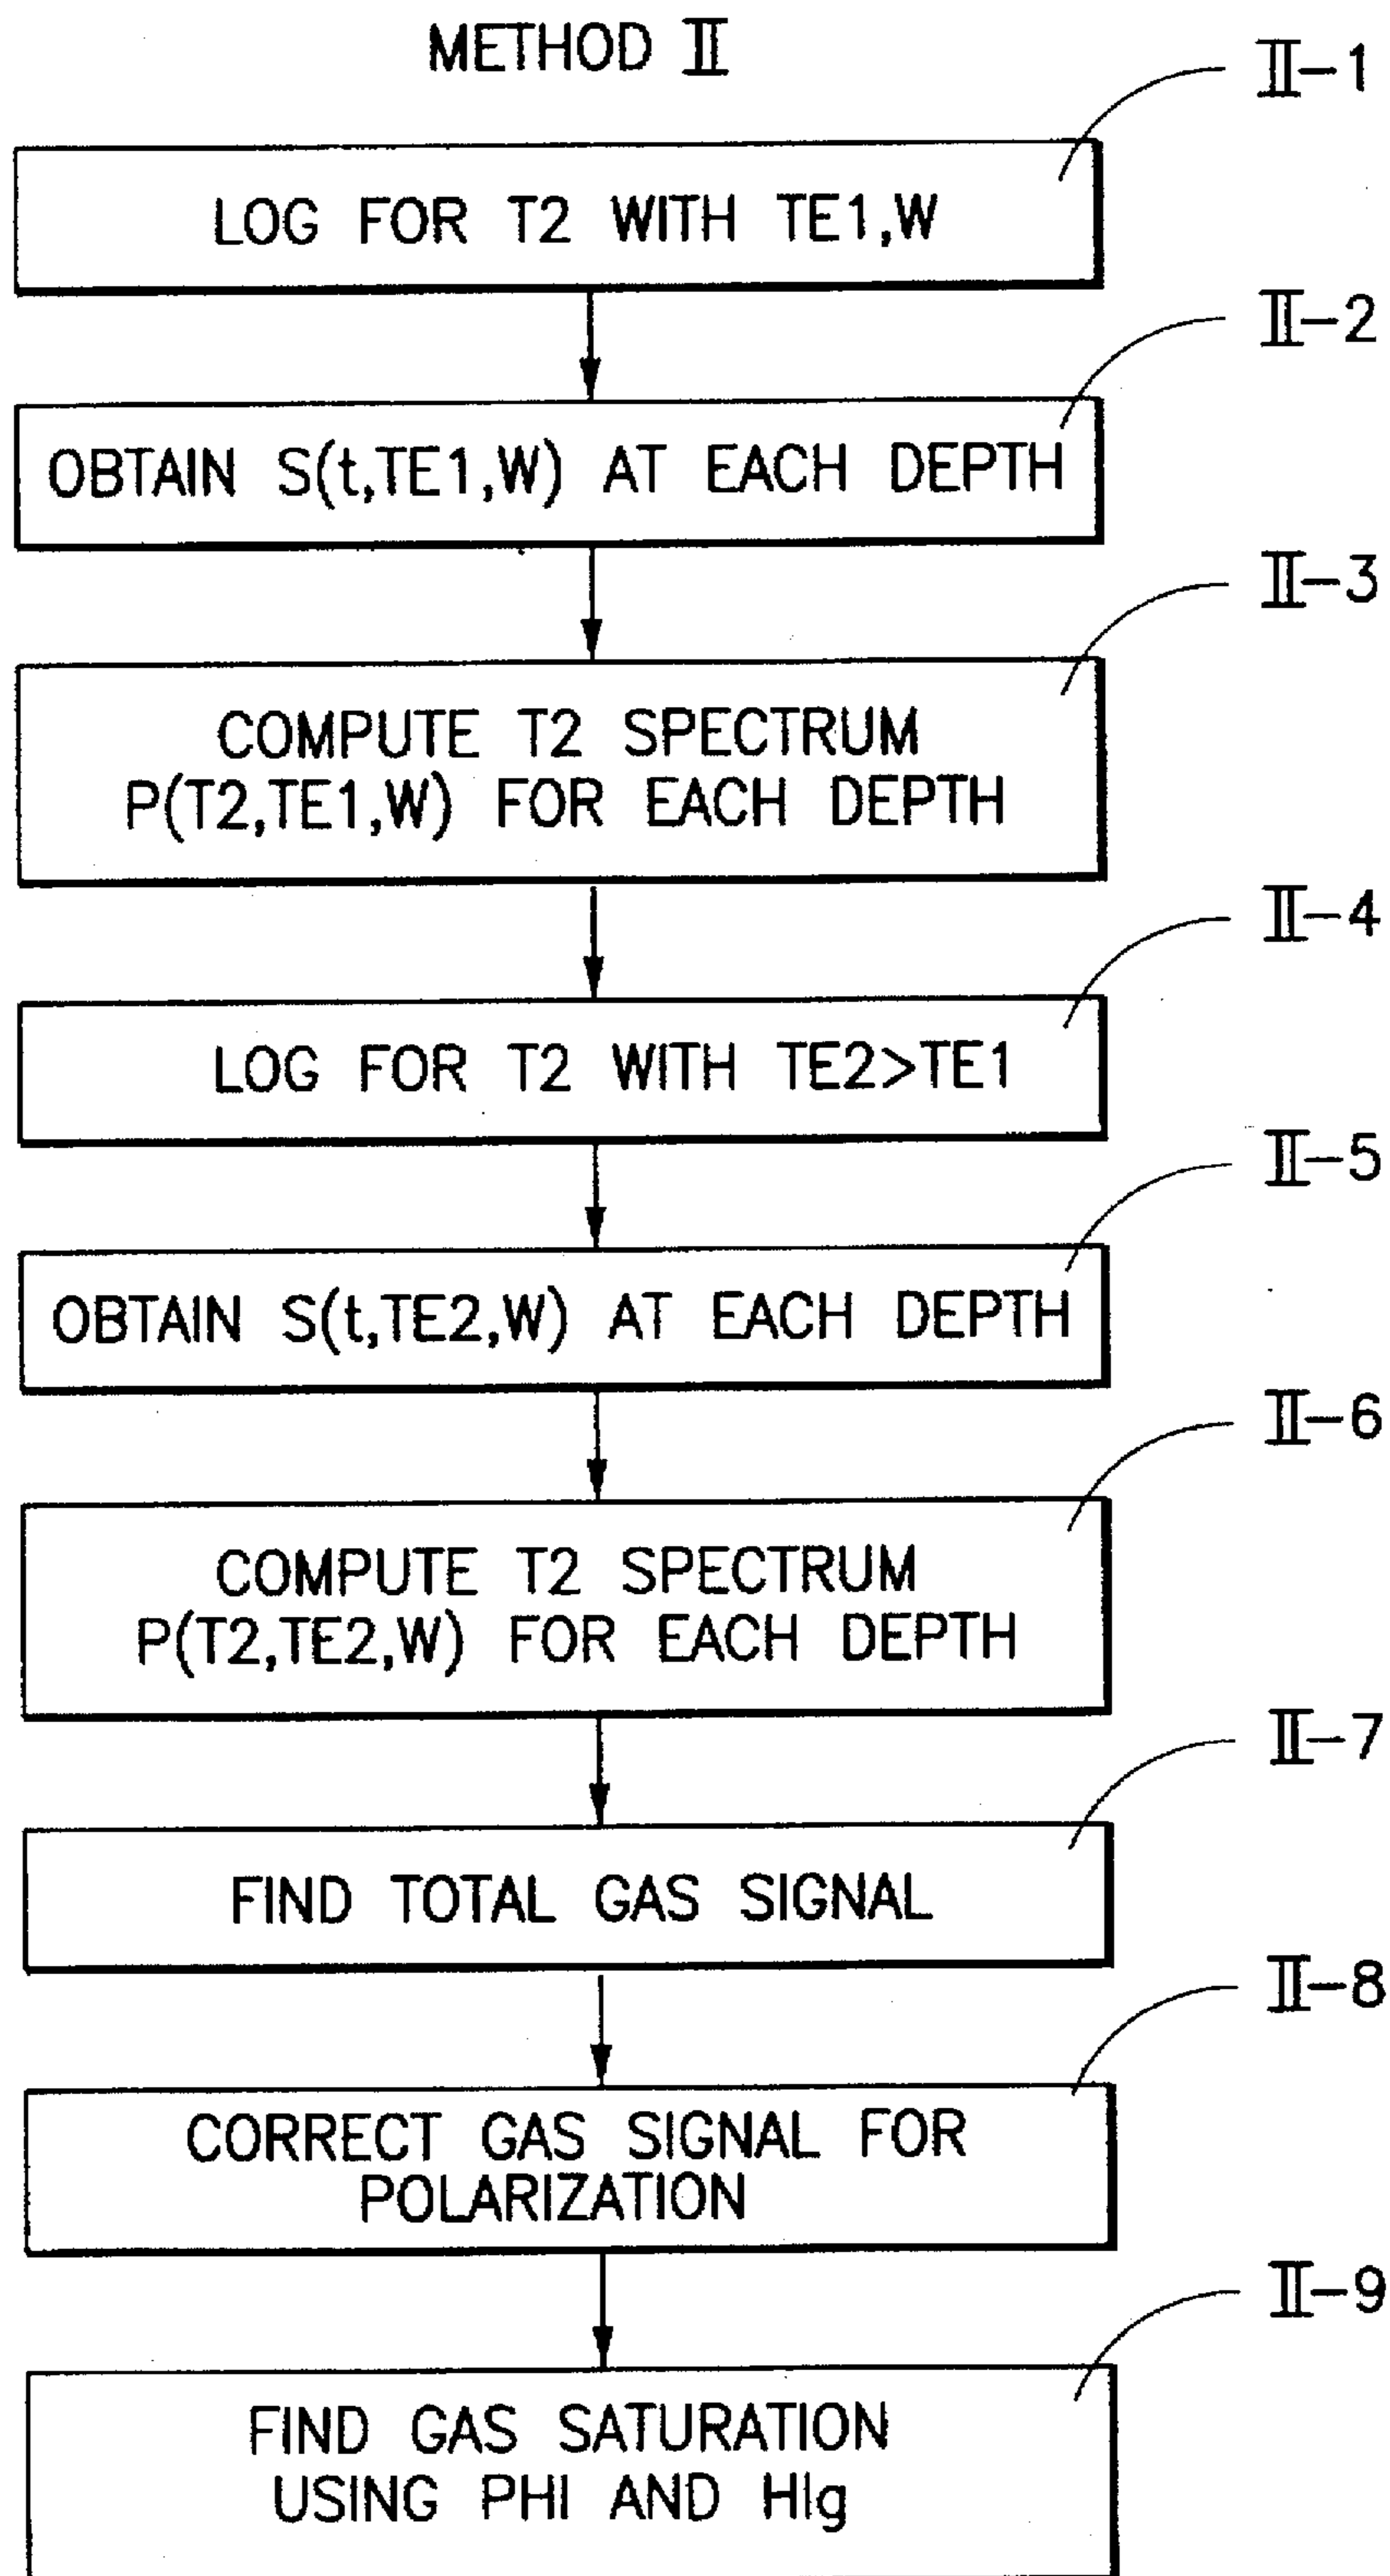 METHOD II
II-1
LOG FOR T2 WITH TE1,W
II-2
OBTAIN S(t,TE1,W) AT EACH DEPTH
II-3
COMPUTE T2 SPECTRUM
P(T2,TE1,W) FOR EACH DEPTH
II-4
LOG FOR T2 WITH TE2>TE1
II-5
OBTAIN S(t,TE2,W) AT EACH DEPTH
II-6
COMPUTE T2 SPECTRUM
P(T2,TE2,W) FOR EACH DEPTH
II-7
FIND TOTAL GAS SIGNAL
II-8
CORRECT GAS SIGNAL FOR
POLARIZATION
II-9
FIND GAS SATURATION
USING PHI AND HIg